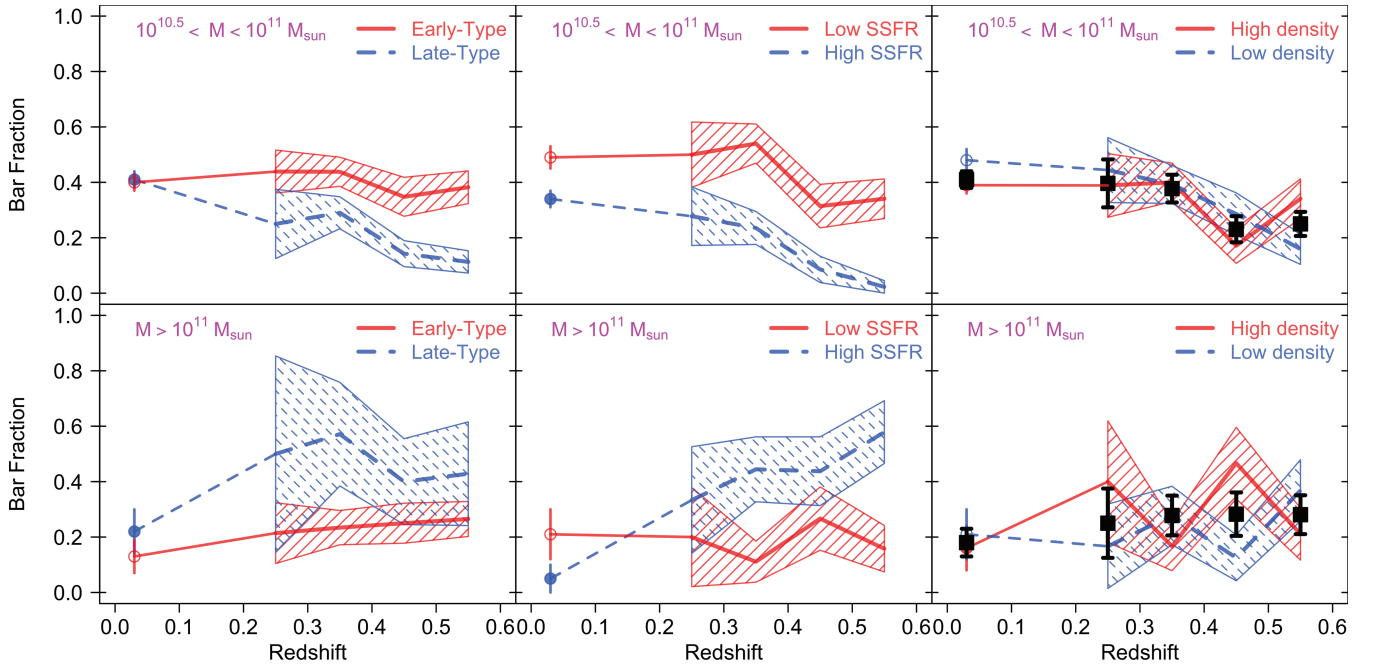 10^10.5 < M < 10^11 M_sun
Early-Type
Late-Type
10^10.5 < M < 10^11 M_sun
Low SSFR
High SSFR
10^10.5 < M < 10^11 M_sun
High density
Low density
Bar Fraction
1.0
0.8
0.6
0.4
0.2
0.0
M > 10^11 M_sun
Early-Type
Late-Type
M > 10^11 M_sun
Low SSFR
High SSFR
M > 10^11 M_sun
High density
Low density
Bar Fraction
1.0
0.8
0.6
0.4
0.2
0.0
0.0 0.1 0.2 0.3 0.4 0.5 0.6 0.0 0.1 0.2 0.3 0.4 0.5 0.6 0.0 0.1 0.2 0.3 0.4 0.5 0.6
Redshift Redshift Redshift